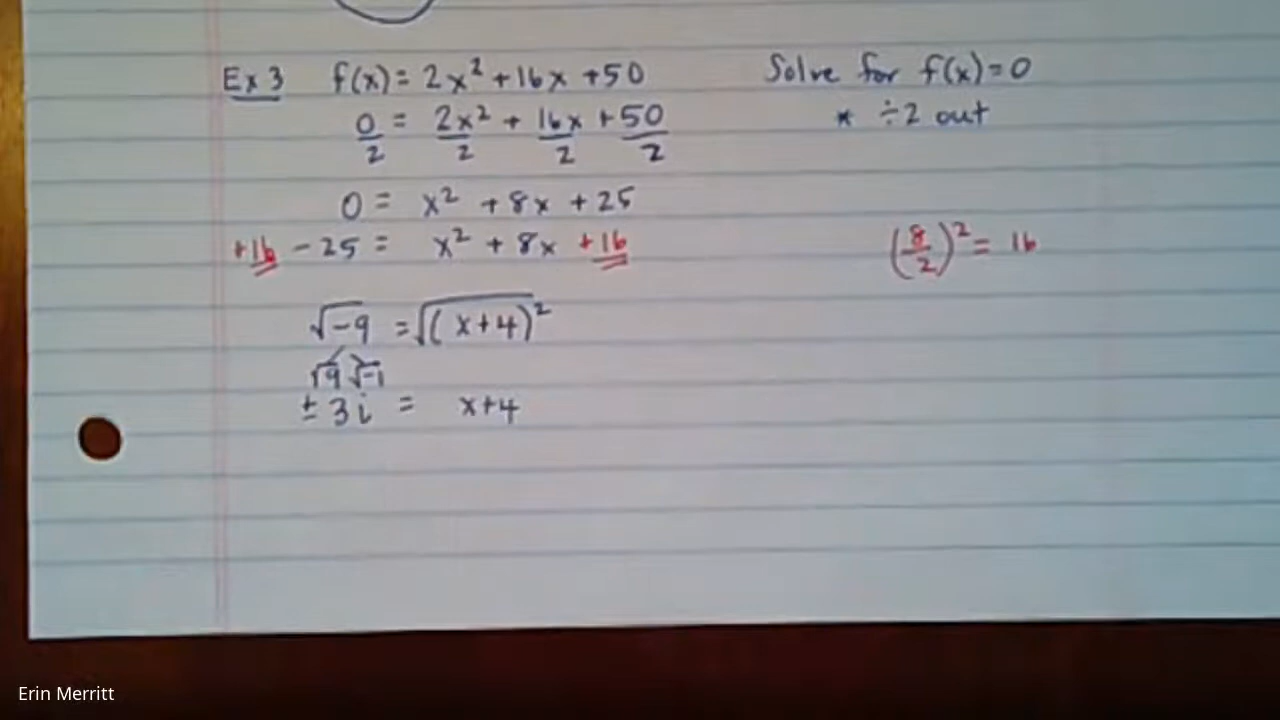 Ex 3 f(x) = 2x² + 16x + 50 Solve for f(x) = 0
0/2 = 2x²/2 + 16x/2 + 50/2 * ÷2 out
0 = x² + 8x + 25
+16 - 25 = x² + 8x +16 (8/2)² = 16
√-9 = √(x+4)²
√9 √-1
± 3i = x+4
Erin Merritt